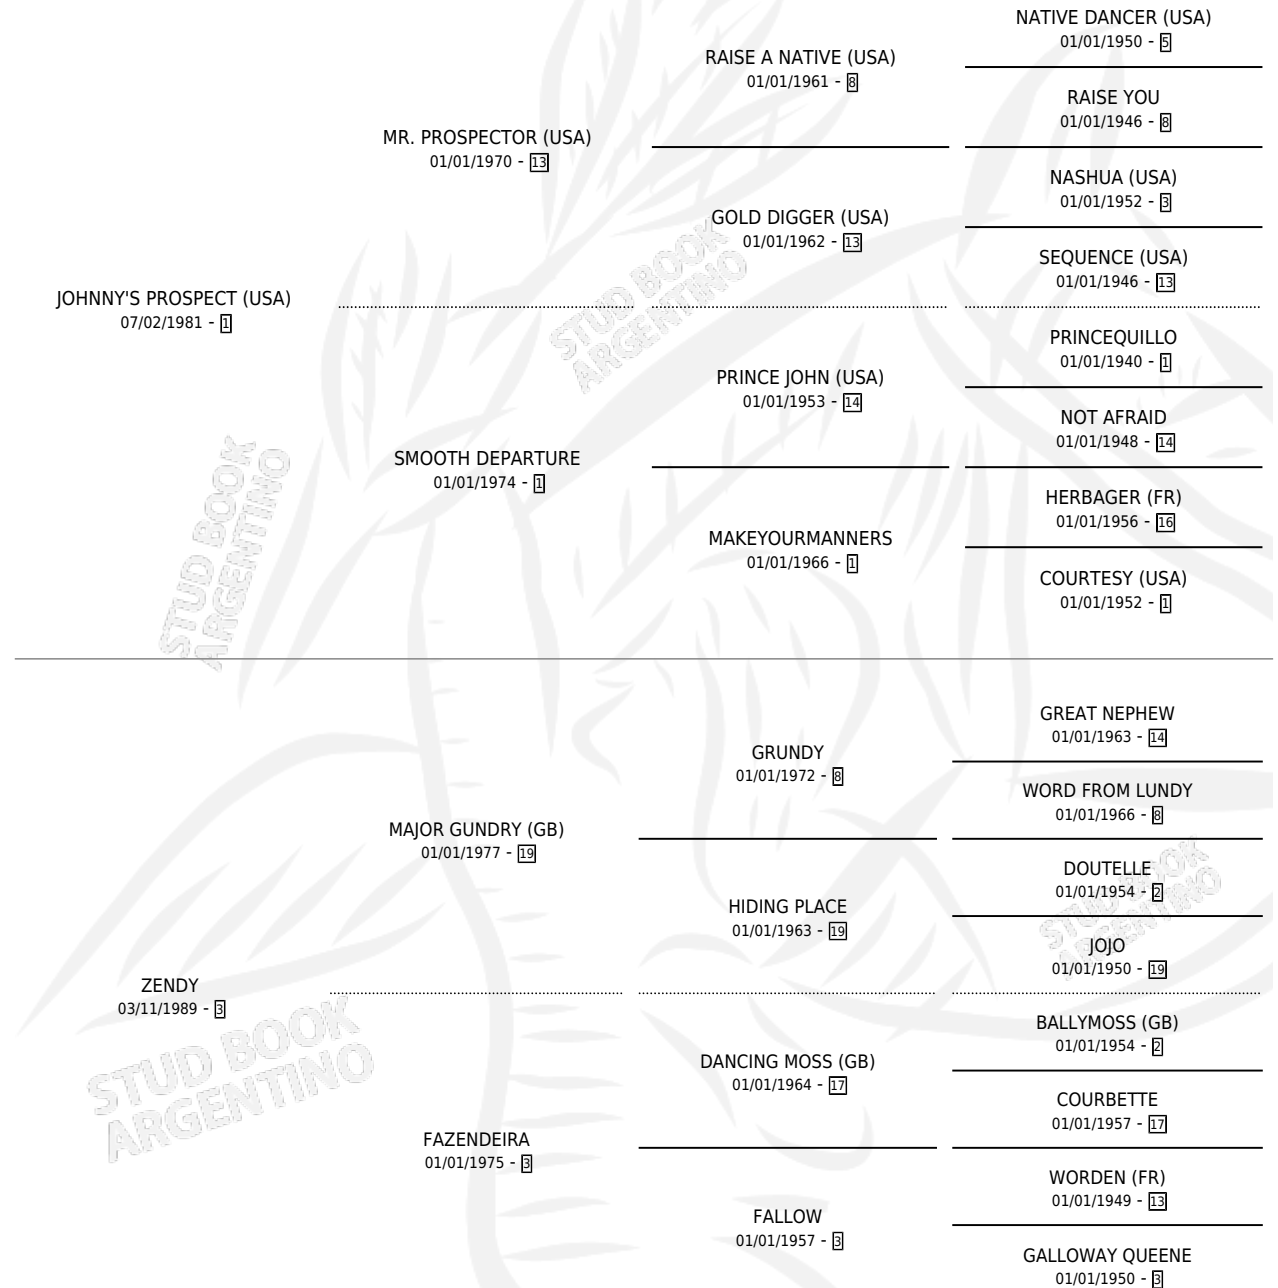 NATIVE DANCER (USA)
01/01/1950 - 5
RAISE A NATIVE (USA)
01/01/1961 - 8
RAISE YOU
01/01/1946 - 8
MR. PROSPECTOR (USA)
01/01/1970 - 13
NASHUA (USA)
01/01/1952 - 3
GOLD DIGGER (USA)
01/01/1962 - 13
SEQUENCE (USA)
01/01/1946 - 13
JOHNNY'S PROSPECT (USA)
07/02/1981 - 1
PRINCEQUILLO
01/01/1940 - 1
PRINCE JOHN (USA)
01/01/1953 - 14
NOT AFRAID
01/01/1948 - 14
SMOOTH DEPARTURE
01/01/1974 - 1
HERBAGER (FR)
01/01/1956 - 16
MAKEYOURMANNERS
01/01/1966 - 1
COURTESY (USA)
01/01/1952 - 1
GREAT NEPHEW
01/01/1963 - 14
GRUNDY
01/01/1972 - 8
WORD FROM LUNDY
01/01/1966 - 8
MAJOR GUNDRY (GB)
01/01/1977 - 19
DOUTELLE
01/01/1954 - 2
HIDING PLACE
01/01/1963 - 19
JOJO
01/01/1950 - 19
ZENDY
03/11/1989 - 3
BALLYMOSS (GB)
01/01/1954 - 2
DANCING MOSS (GB)
01/01/1964 - 17
COURBETTE
01/01/1957 - 17
FAZENDEIRA
01/01/1975 - 3
WORDEN (FR)
01/01/1949 - 13
FALLOW
01/01/1957 - 3
GALLOWAY QUEENE
01/01/1950 - 3
STUD BOOK
ARGENTINO
STUD BOOK
ARGENTINO
STUD BOOK
ARGENTINO
STUD BOOK
ARGENTINO